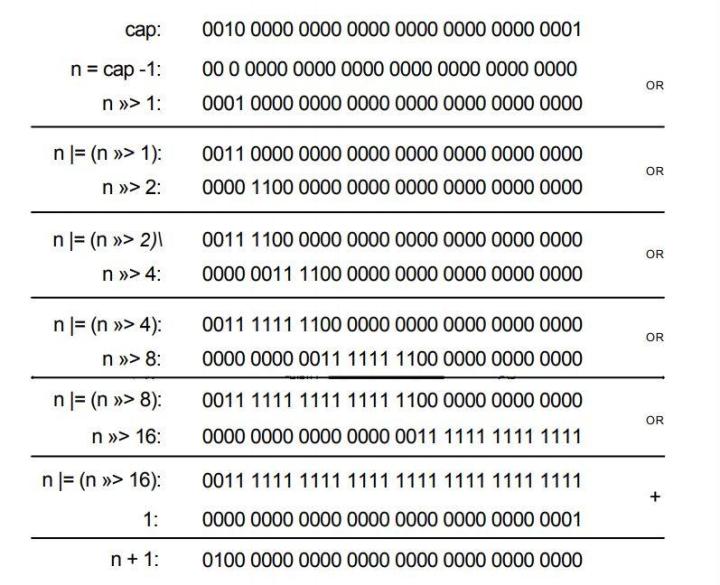 cap: 0010 0000 0000 0000 0000 0000 0000 0001
n = cap -1: 00 0 0000 0000 0000 0000 0000 0000 0000
OR
n »> 1: 0001 0000 0000 0000 0000 0000 0000 0000
n |= (n »> 1): 0011 0000 0000 0000 0000 0000 0000 0000
OR
n »> 2: 0000 1100 0000 0000 0000 0000 0000 0000
n |= (n »> 2)\ 0011 1100 0000 0000 0000 0000 0000 0000
OR
n »> 4: 0000 0011 1100 0000 0000 0000 0000 0000
n |= (n »> 4): 0011 1111 1100 0000 0000 0000 0000 0000
OR
n »> 8: 0000 0000 0011 1111 1100 0000 0000 0000
n |= (n »> 8): 0011 1111 1111 1111 1100 0000 0000 0000
OR
n »> 16: 0000 0000 0000 0000 0011 1111 1111 1111
n |= (n »> 16): 0011 1111 1111 1111 1111 1111 1111 1111
+
1: 0000 0000 0000 0000 0000 0000 0000 0001
n + 1: 0100 0000 0000 0000 0000 0000 0000 0000